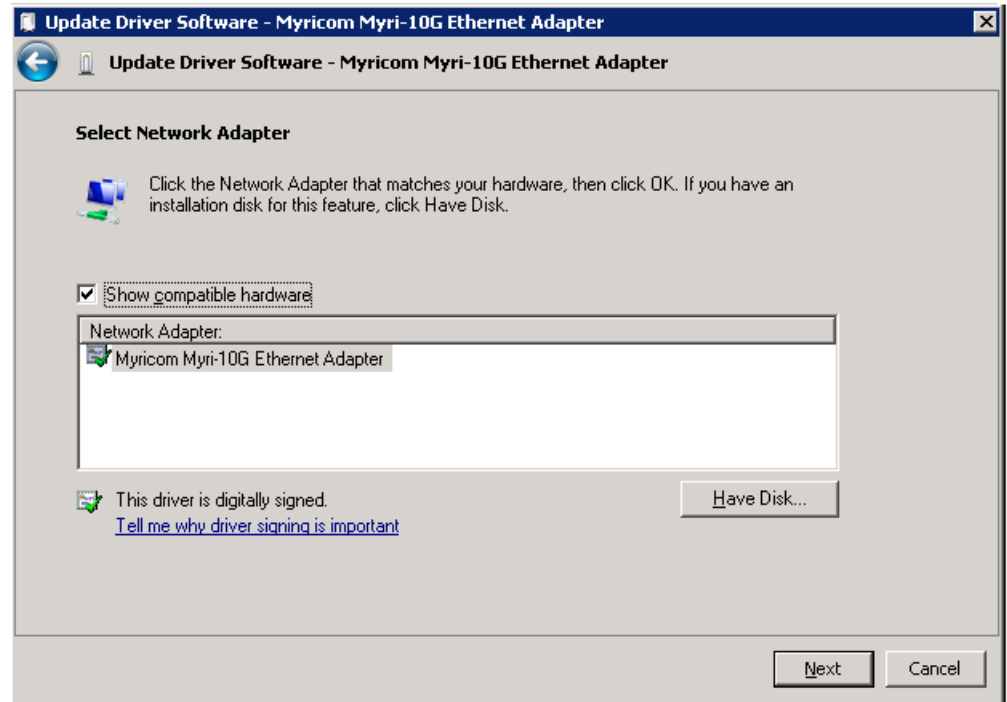 Update Driver Software - Myricom Myri-10G Ethernet Adapter
Update Driver Software - Myricom Myri-10G Ethernet Adapter
Select Network Adapter
Click the Network Adapter that matches your hardware, then click OK. If you have an
installation disk for this feature, click Have Disk.
Show compatible hardware
Network Adapter:
Myricom Myri-10G Ethernet Adapter
This driver is digitally signed.
Have Disk...
Tell me why driver signing is important
Next
Cancel